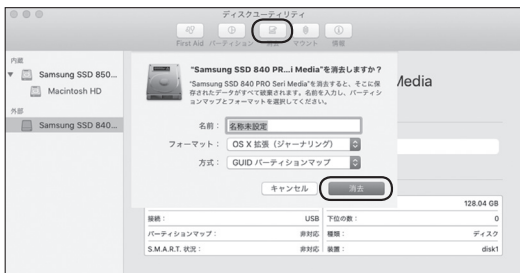 ディスクユーティリティ
First Aid パーティション 消去 マウント 情報
内蔵
Samsung SSD 850...
Macintosh HD
外部
Samsung SSD 840...
"Samsung SSD 840 PR...i Media"を消去しますか?
"Samsung SSD 840 PRO Seri Media"を消去すると、そこに保
存されたデータがすべて破棄されます。名前を入力し、パーティシ
ョンマップとフォーマットを選択してください。
Media
名前: 名称未設定
フォーマット: OS X 拡張(ジャーナリング)
方式: GUID パーティションマップ
キャンセル 消去
128.04 GB
接続: USB 下位の数: 0
パーティションマップ: 非対応 種類: ディスク
S.M.A.R.T. 状況: 非対応 装置: disk1